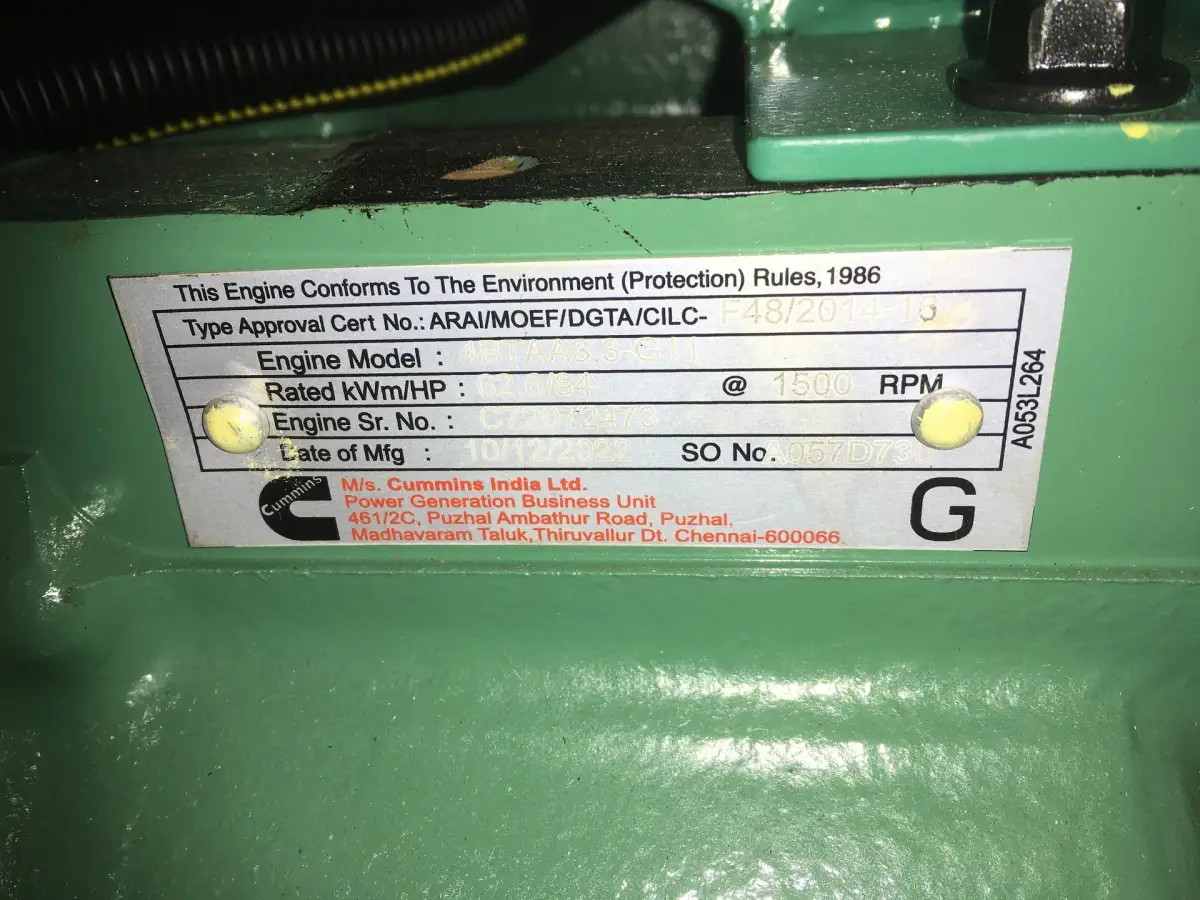 This Engine Conforms To The Environment (Protection) Rules, 1986
Type Approval Cert No.: ARAI/MOEF/DGTA/CILC- F48/2014-
Engine Model : 4BTAA3.3-G11
Rated kWm/HP : 62.6/84 @ 1500 RPM
Engine Sr. No. : C72072473
Date of Mfg : 10/12/2022 SO No. A057D730
A053L264
Cummins
M/s. Cummins India Ltd.
Power Generation Business Unit
461/2C, Puzhal Ambathur Road, Puzhal.
Madhavaram Taluk,Thiruvallur Dt. Chennai-600066.
G